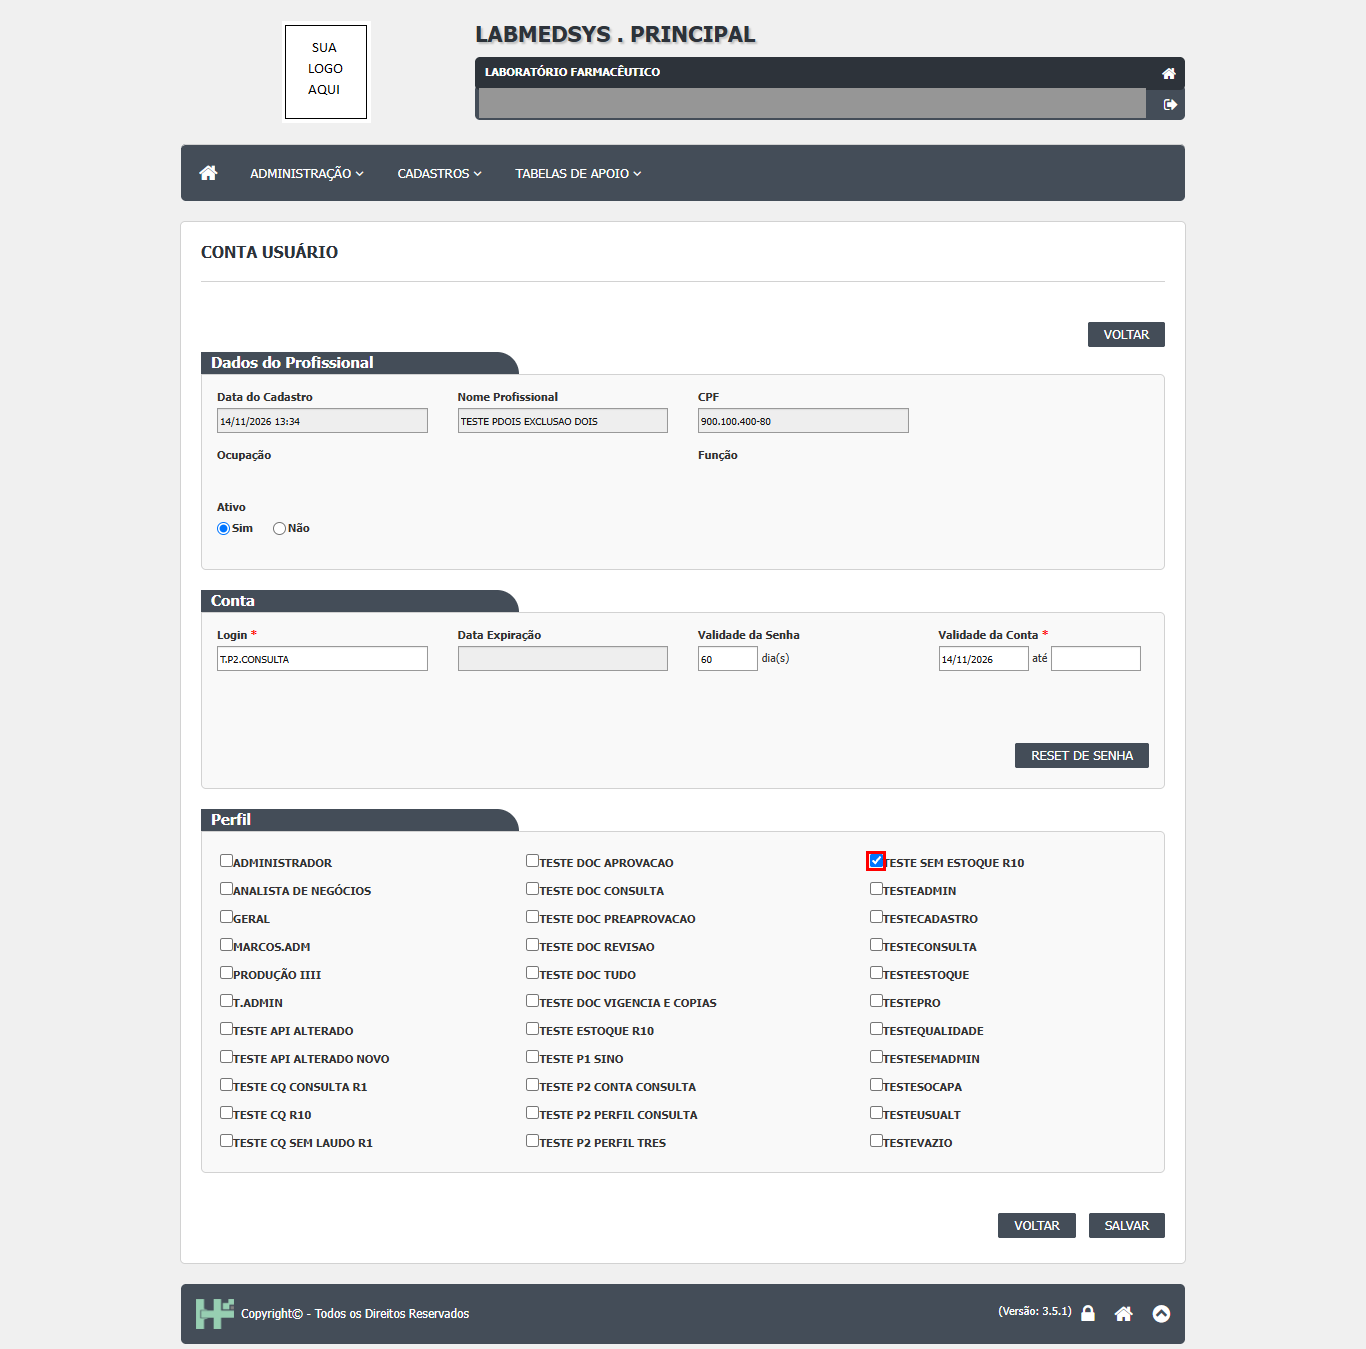 SUA
LOGO
AQUI
LABMEDSYS . PRINCIPAL
LABORATÓRIO FARMACÊUTICO
ADMINISTRAÇÃO CADASTROS TABELAS DE APOIO
CONTA USUÁRIO
VOLTAR
Dados do Profissional
Data do Cadastro Nome Profissional CPF
14/11/2026 13:34 TESTE PDOIS EXCLUSAO DOIS 900.100.400-80
Ocupação Função
Ativo
Sim Não
Conta
Login * Data Expiração Validade da Senha Validade da Conta *
T.P2.CONSULTA 60 dia(s) 14/11/2026 até
RESET DE SENHA
Perfil
ADMINISTRADOR TESTE DOC APROVACAO TESTE SEM ESTOQUE R10
ANALISTA DE NEGÓCIOS TESTE DOC CONSULTA TESTEADMIN
GERAL TESTE DOC PREAPROVACAO TESTECADASTRO
MARCOS.ADM TESTE DOC REVISAO TESTECONSULTA
PRODUÇÃO IIII TESTE DOC TUDO TESTEESTOQUE
T.ADMIN TESTE DOC VIGENCIA E COPIAS TESTEPRO
TESTE API ALTERADO TESTE ESTOQUE R10 TESTEQUALIDADE
TESTE API ALTERADO NOVO TESTE P1 SINO TESTESEMADMIN
TESTE CQ CONSULTA R1 TESTE P2 CONTA CONSULTA TESTESOCAPA
TESTE CQ R10 TESTE P2 PERFIL CONSULTA TESTEUSUALT
TESTE CQ SEM LAUDO R1 TESTE P2 PERFIL TRES TESTEVAZIO
VOLTAR SALVAR
Copyright© - Todos os Direitos Reservados (Versão: 3.5.1)